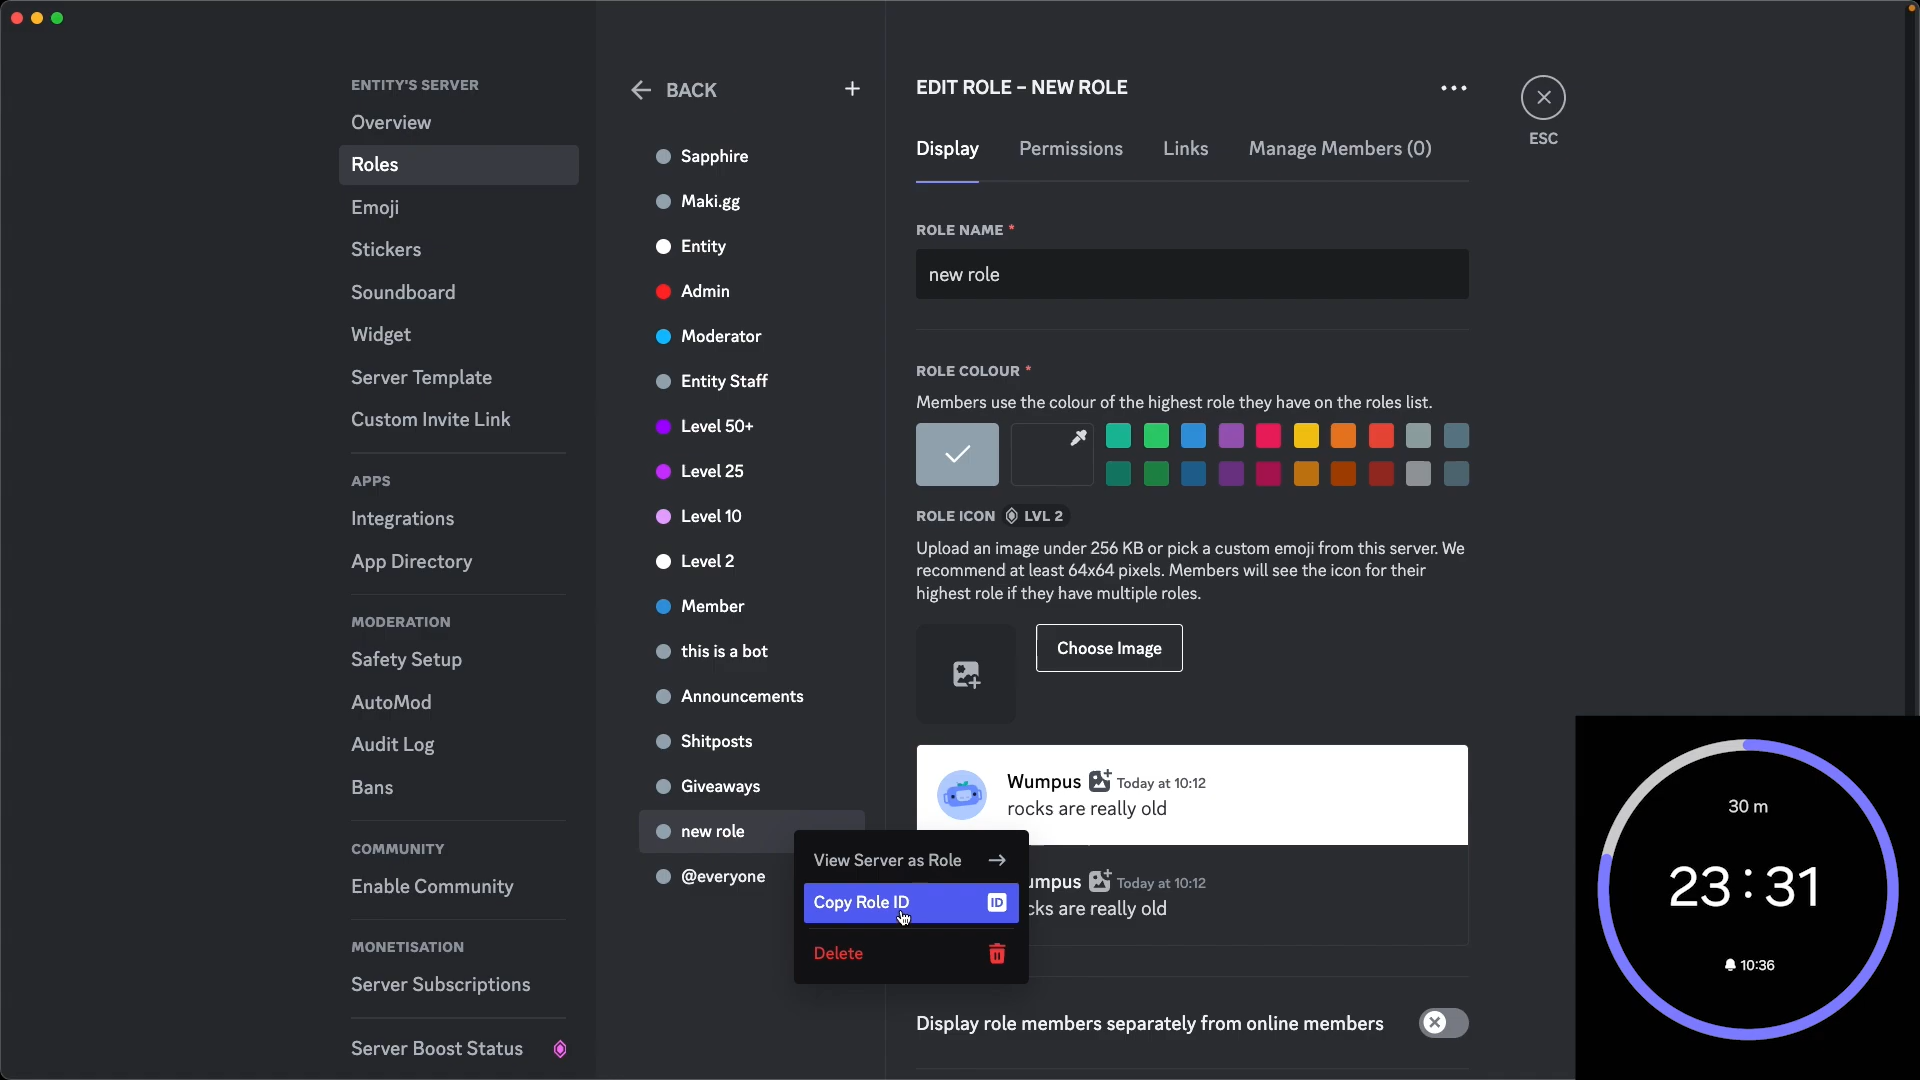 ENTITY'S SERVER
Overview
Roles
Emoji
Stickers
Soundboard
Widget
Server Template
Custom Invite Link
APPS
Integrations
App Directory
MODERATION
Safety Setup
AutoMod
Audit Log
Bans
COMMUNITY
Enable Community
MONETISATION
Server Subscriptions
Server Boost Status
BACK
Sapphire
Maki.gg
Entity
Admin
Moderator
Entity Staff
Level 50+
Level 25
Level 10
Level 2
Member
this is a bot
Announcements
Shitposts
Giveaways
new role
@everyone
View Server as Role
Copy Role ID
ID
Delete
EDIT ROLE – NEW ROLE
Display
Permissions
Links
Manage Members (0)
ROLE NAME *
new role
ROLE COLOUR *
Members use the colour of the highest role they have on the roles list.
ROLE ICON LVL 2
Upload an image under 256 KB or pick a custom emoji from this server. We
recommend at least 64x64 pixels. Members will see the icon for their
highest role if they have multiple roles.
Choose Image
Wumpus Today at 10:12
rocks are really old
umpus Today at 10:12
cks are really old
Display role members separately from online members
ESC
30 m
23:31
10:36